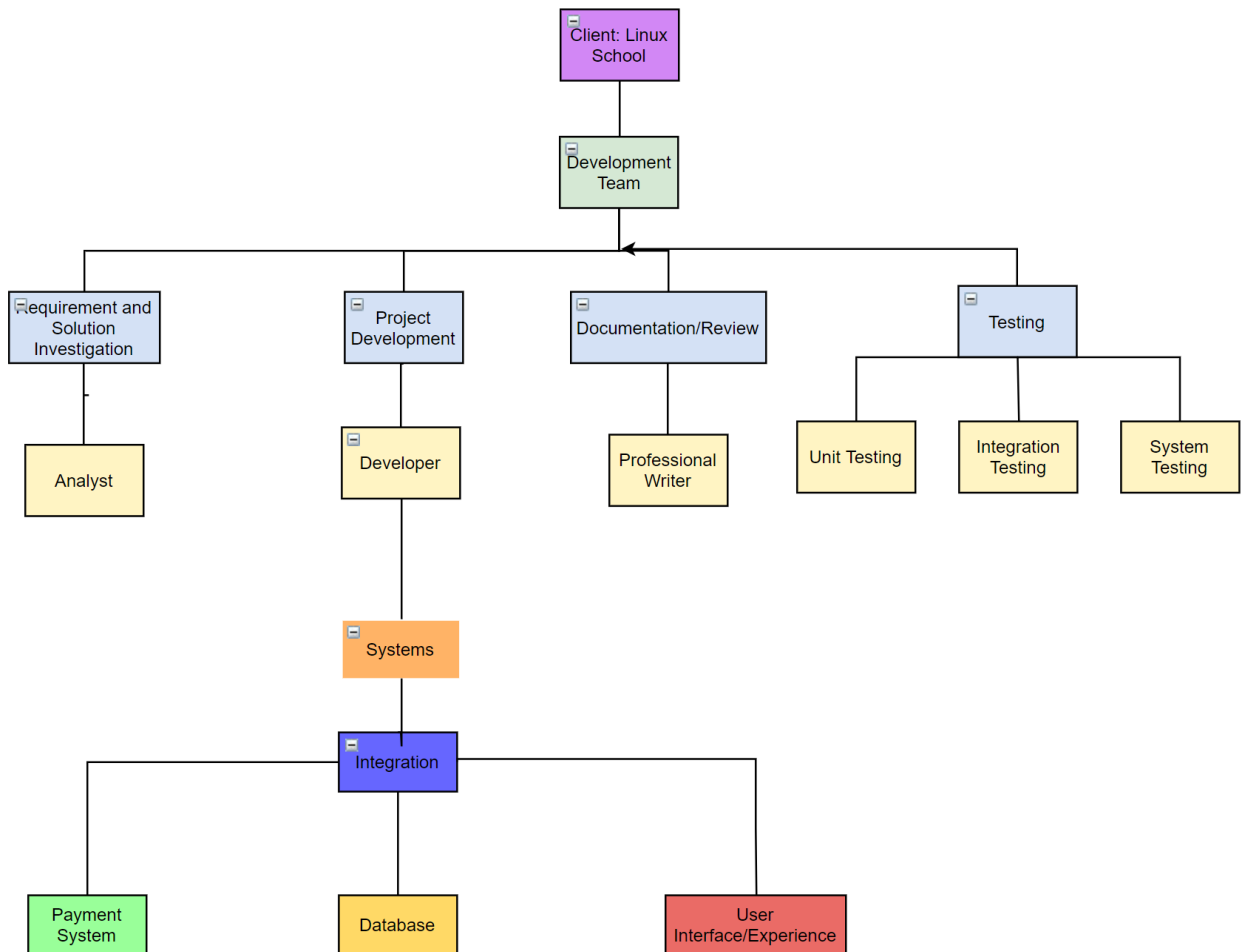 Client: Linux
School
Development
Team
Requirement and
Solution
Investigation
Project
Development
Documentation/Review
Testing
Analyst
Developer
Professional
Writer
Unit Testing
Integration
Testing
System
Testing
Systems
Integration
Payment
System
Database
User
Interface/Experience